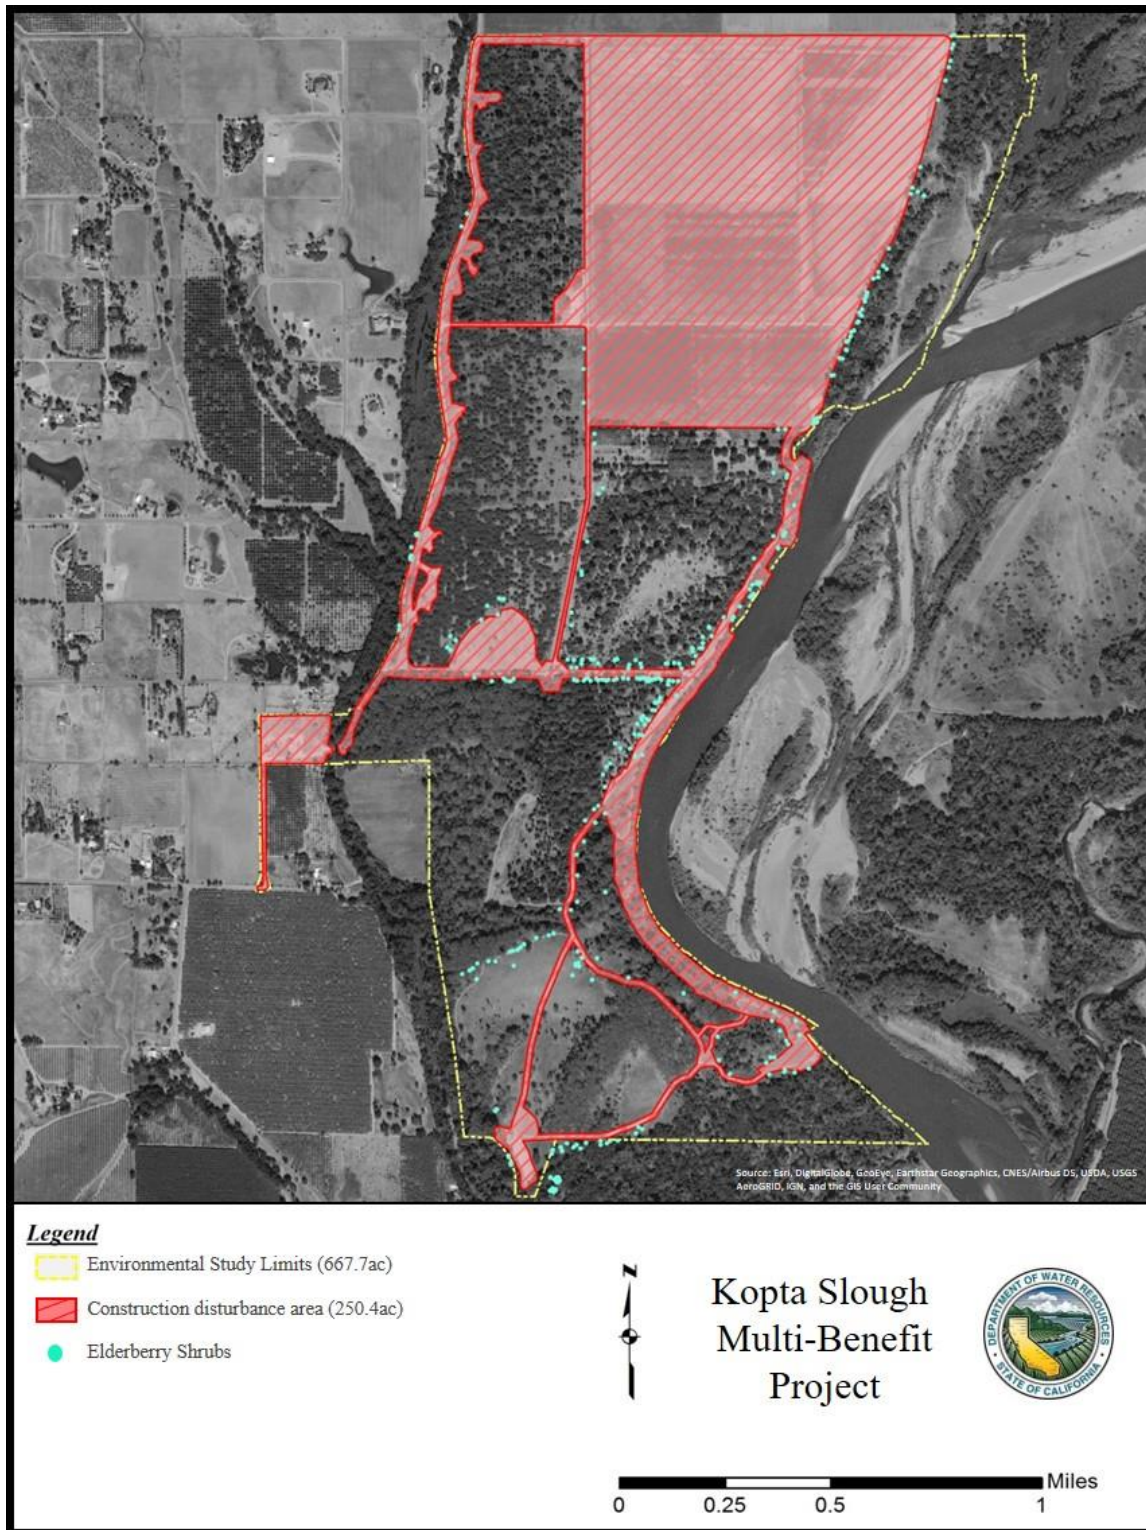 Source: Esri, DigitalGlobe, GeoEye, Earthstar Geographics, CNES/Airbus DS, USDA, USGS
AeroGRID, IGN, and the GIS User Community
Legend
Environmental Study Limits (667.7ac)
Construction disturbance area (250.4ac)
Elderberry Shrubs
N
Kopta Slough
Multi-Benefit
Project
DEPARTMENT OF WATER RESOURCES
STATE OF CALIFORNIA
Miles
0 0.25 0.5 1